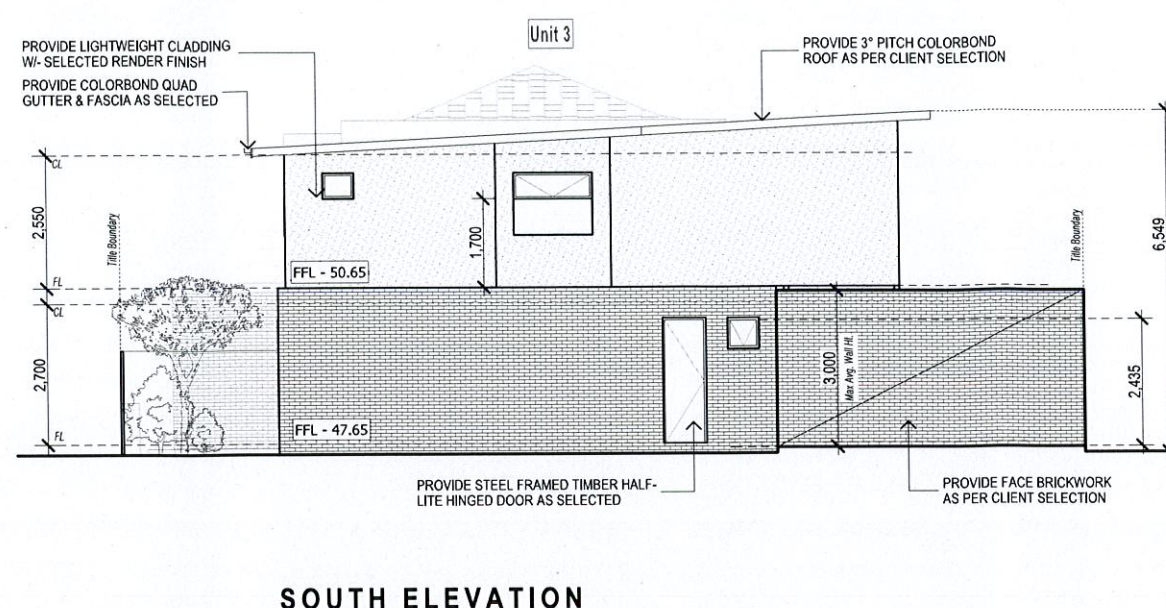 Unit 3
PROVIDE LIGHTWEIGHT CLADDING
W/- SELECTED RENDER FINISH
PROVIDE COLORBOND QUAD
GUTTER & FASCIA AS SELECTED
PROVIDE 3° PITCH COLORBOND
ROOF AS PER CLIENT SELECTION
CL
2,550
Title Boundary
FL
CL
2,700
FL
1,700
FFL - 50.65
FFL - 47.65
3,000
Max Avg. Wall Ht.
Title Boundary
6,549
2,435
PROVIDE STEEL FRAMED TIMBER HALF-
LITE HINGED DOOR AS SELECTED
PROVIDE FACE BRICKWORK
AS PER CLIENT SELECTION
SOUTH ELEVATION